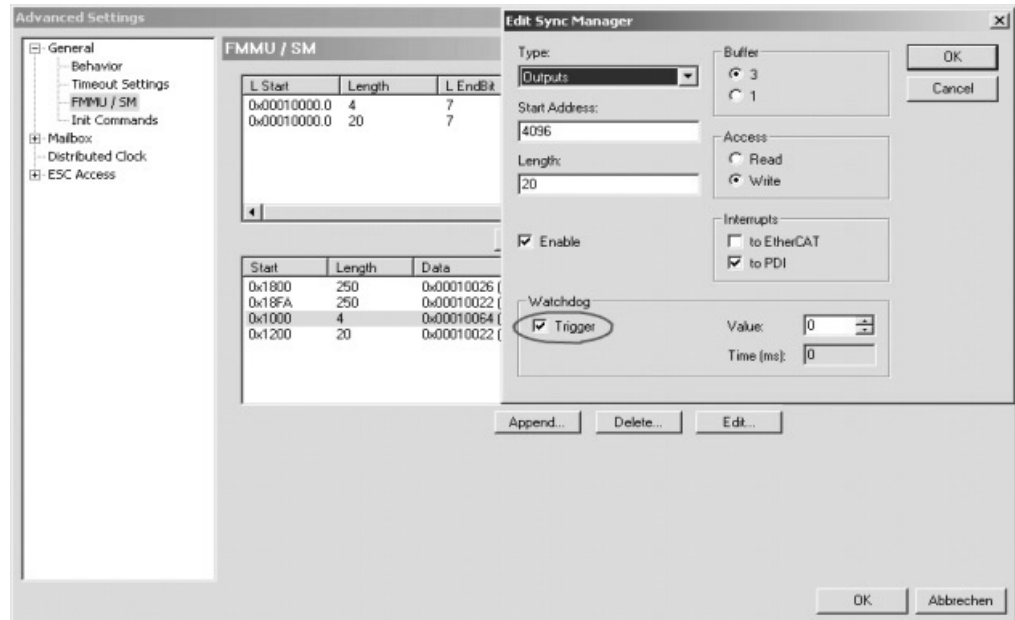 Advanced Settings
General
Behavior
Timeout Settings
FMMU / SM
Init Commands
Mailbox
Distributed Clock
ESC Access
FMMU / SM
L Start Length L EndBit
0x00010000.0 4 7
0x00010000.0 20 7
Start Length Data
0x1800 250 0x00010026 (
0x18FA 250 0x00010022 (
0x1000 4 0x00010064 (
0x1200 20 0x00010022 (
Append... Delete... Edit...
OK Abbrechen
Edit Sync Manager
Type:
Outputs
Start Address:
4096
Length:
20
Enable
Buffer
3
1
Access
Read
Write
Interrupts
to EtherCAT
to PDI
Watchdog
Trigger
Value: 0
Time (ms): 0
OK
Cancel